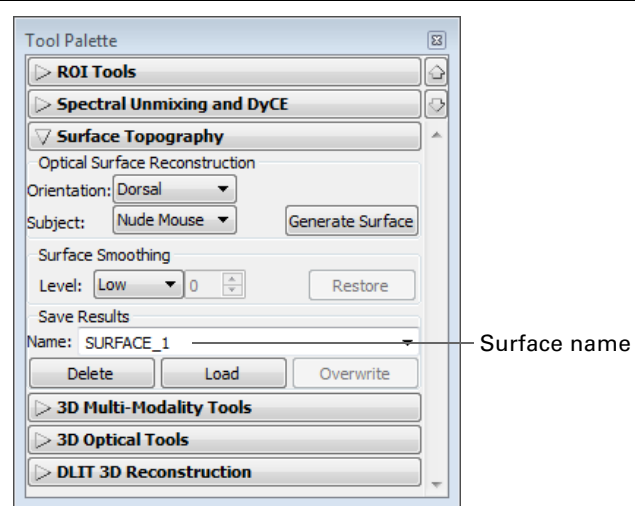 Tool Palette
ROI Tools
Spectral Unmixing and DyCE
Surface Topography
Optical Surface Reconstruction
Orientation: Dorsal
Subject: Nude Mouse Generate Surface
Surface Smoothing
Level: Low 0 Restore
Save Results
Name: SURFACE_1 Surface name
Delete Load Overwrite
3D Multi-Modality Tools
3D Optical Tools
DLIT 3D Reconstruction